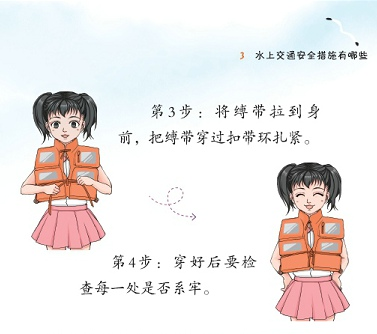 3 水上交通安全措施有哪些
第3步：将缚带拉到身
前，把缚带穿过扣带环扎紧。
第4步：穿好后要检
查每一处是否系牢。